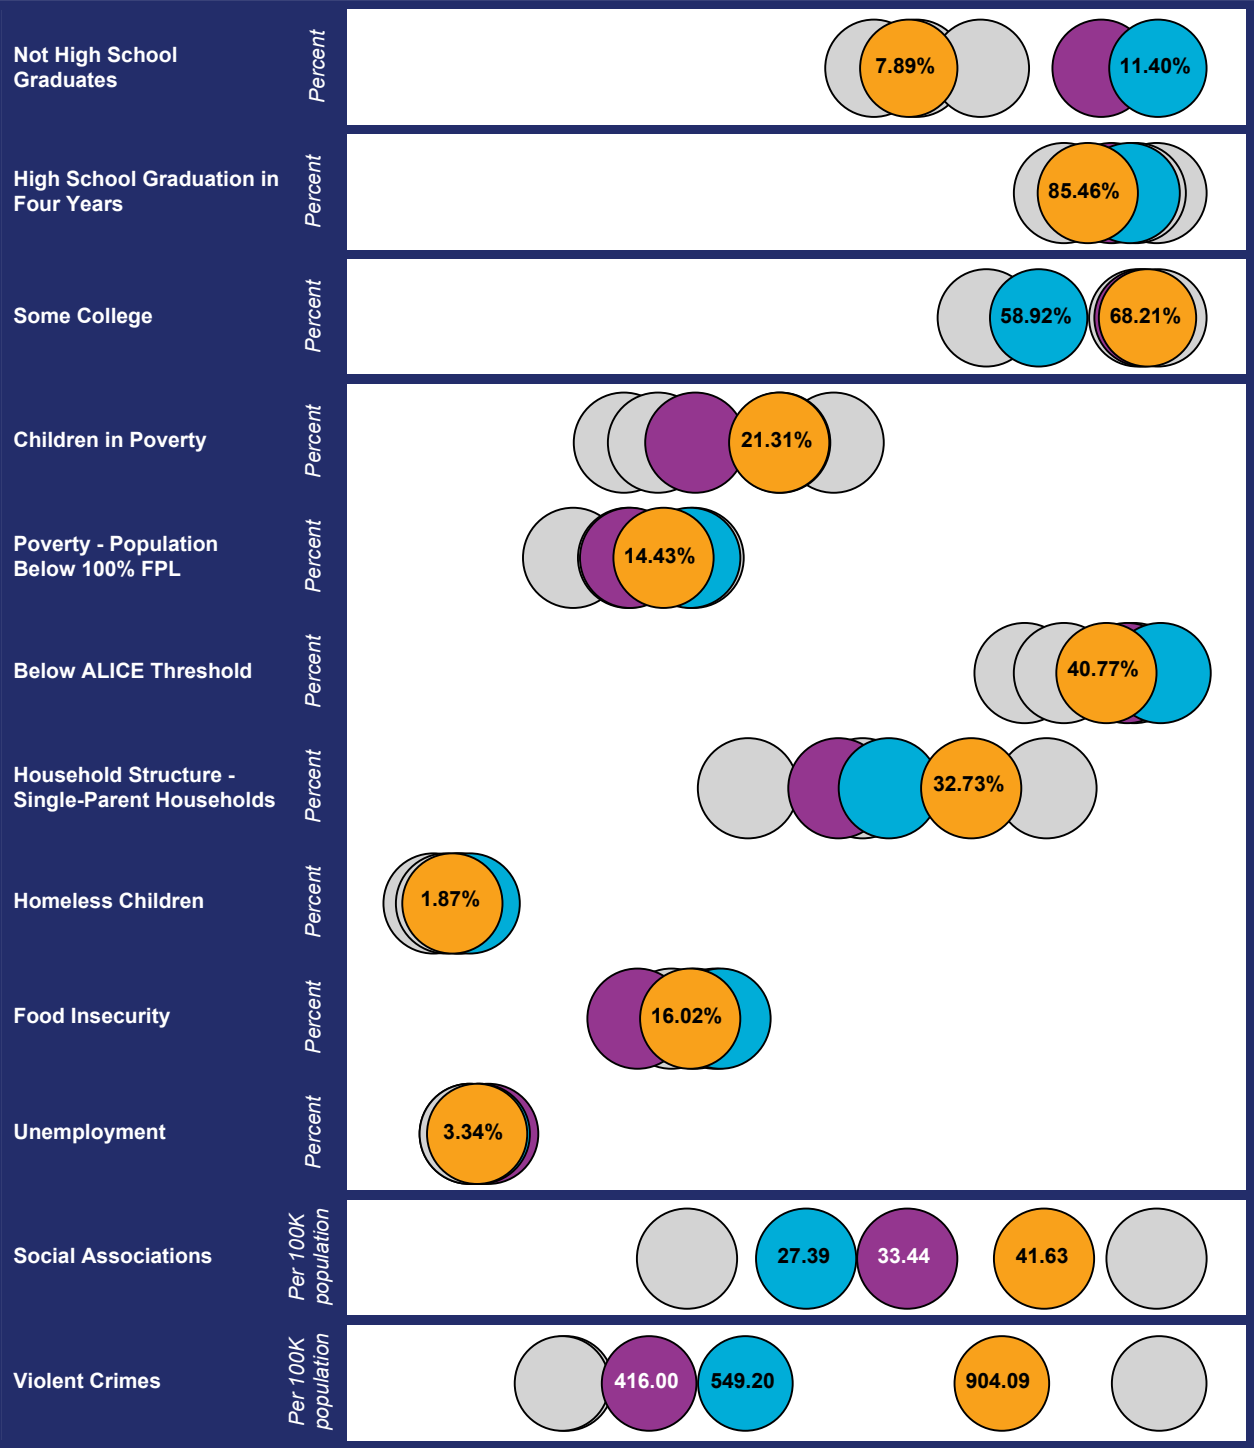 Not High School
Graduates
Percent
7.89%
11.40%
High School Graduation in
Four Years
Percent
85.46%
Some College
Percent
58.92%
68.21%
Children in Poverty
Percent
21.31%
Poverty - Population
Below 100% FPL
Percent
14.43%
Below ALICE Threshold
Percent
40.77%
Household Structure -
Single-Parent Households
Percent
32.73%
Homeless Children
Percent
1.87%
Food Insecurity
Percent
16.02%
Unemployment
Percent
3.34%
Social Associations
Per 100K
population
27.39
33.44
41.63
Violent Crimes
Per 100K
population
416.00
549.20
904.09